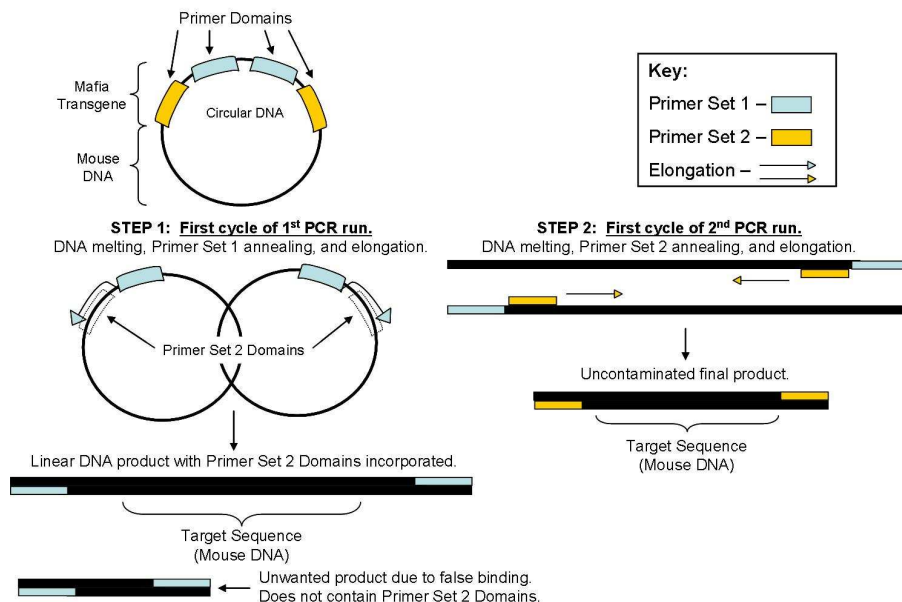 Primer Domains
Mafia
Transgene
Circular DNA
Mouse
DNA
Key:
Primer Set 1 –
Primer Set 2 –
Elongation –
STEP 1: First cycle of 1st PCR run.
DNA melting, Primer Set 1 annealing, and elongation.
Primer Set 2 Domains
Linear DNA product with Primer Set 2 Domains incorporated.
Target Sequence
(Mouse DNA)
Unwanted product due to false binding.
Does not contain Primer Set 2 Domains.
STEP 2: First cycle of 2nd PCR run.
DNA melting, Primer Set 2 annealing, and elongation.
Uncontaminated final product.
Target Sequence
(Mouse DNA)